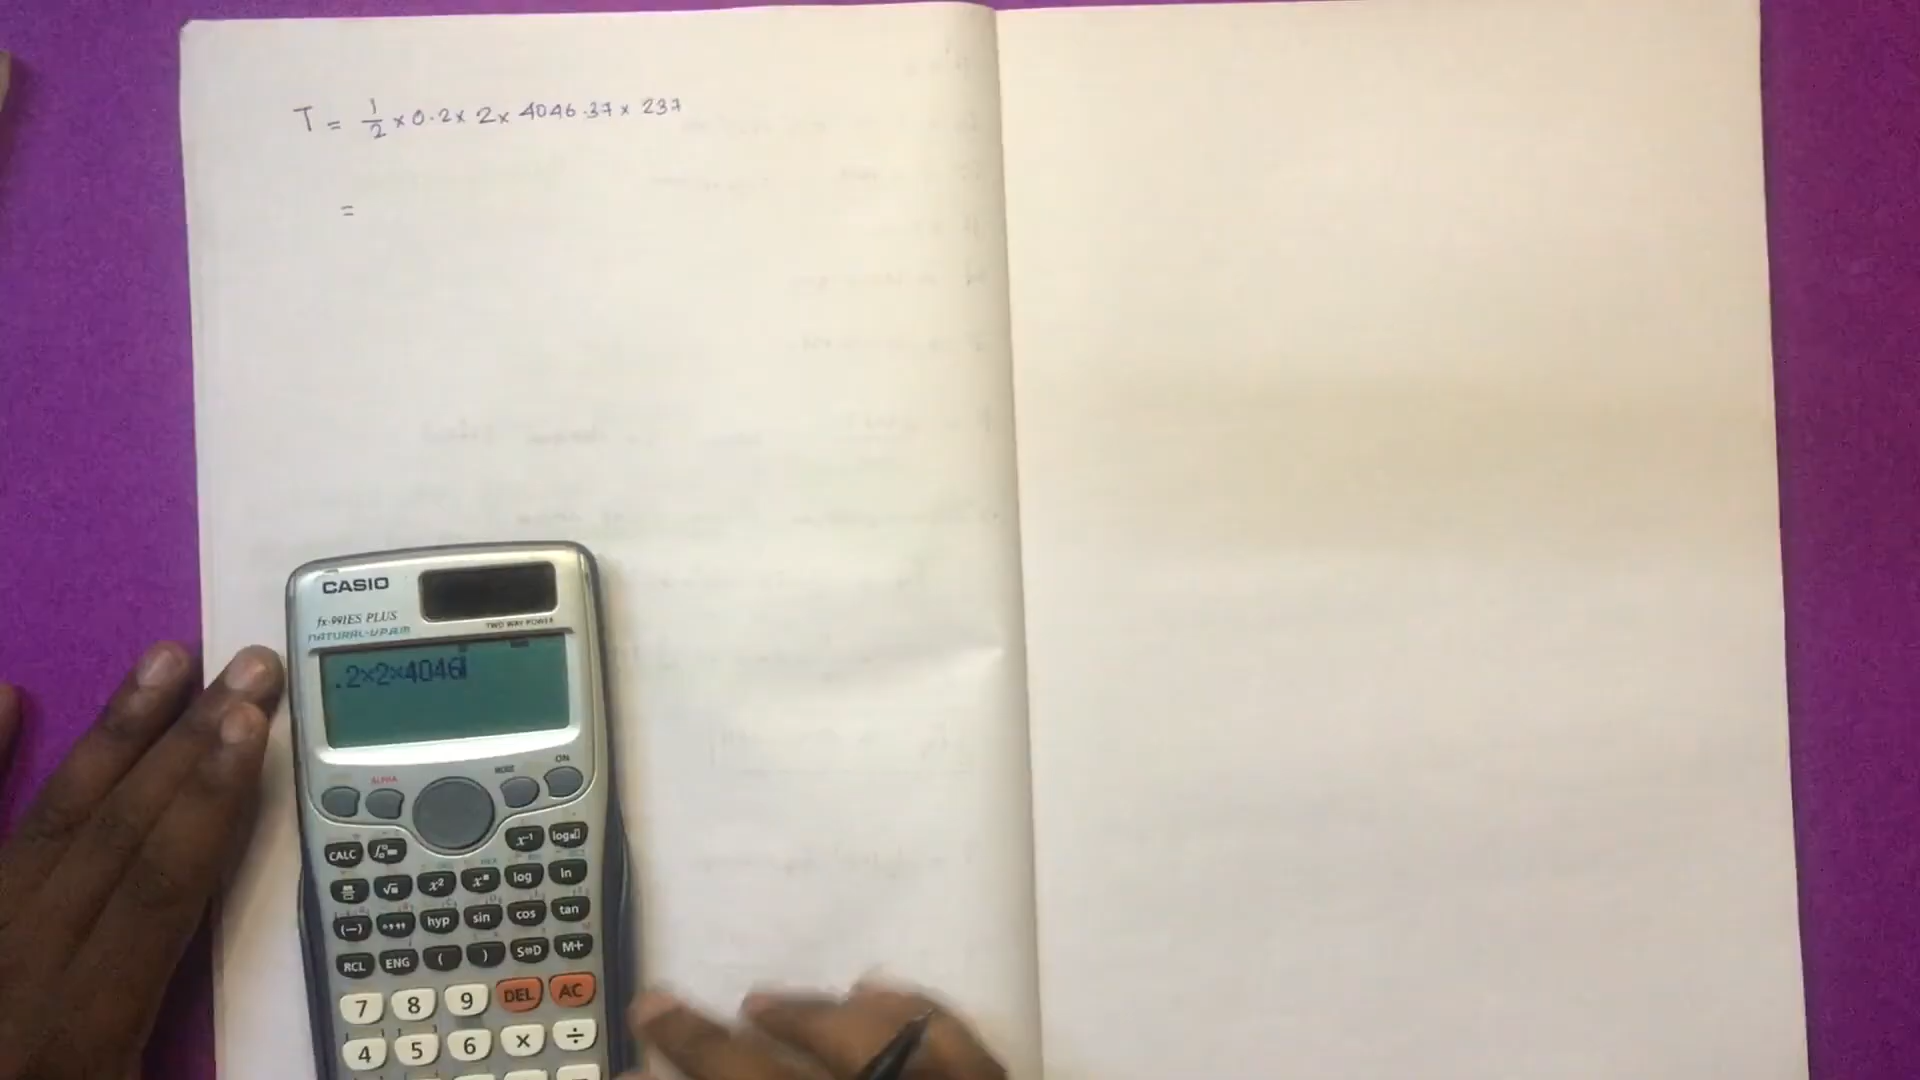 T = 1/2 × 0.2 × 2 × 4046.37 × 237
=
CASIO
fx-991ES PLUS
NATURAL-V.P.A.M.
TWO WAY POWER
.2×2×4046
ALPHA MODE ON
CALC x⁻¹
√ x² log ln
(−) hyp sin cos tan
RCL ENG ( ) S⇔D M+
7 8 9 DEL AC
4 5 6 × ÷